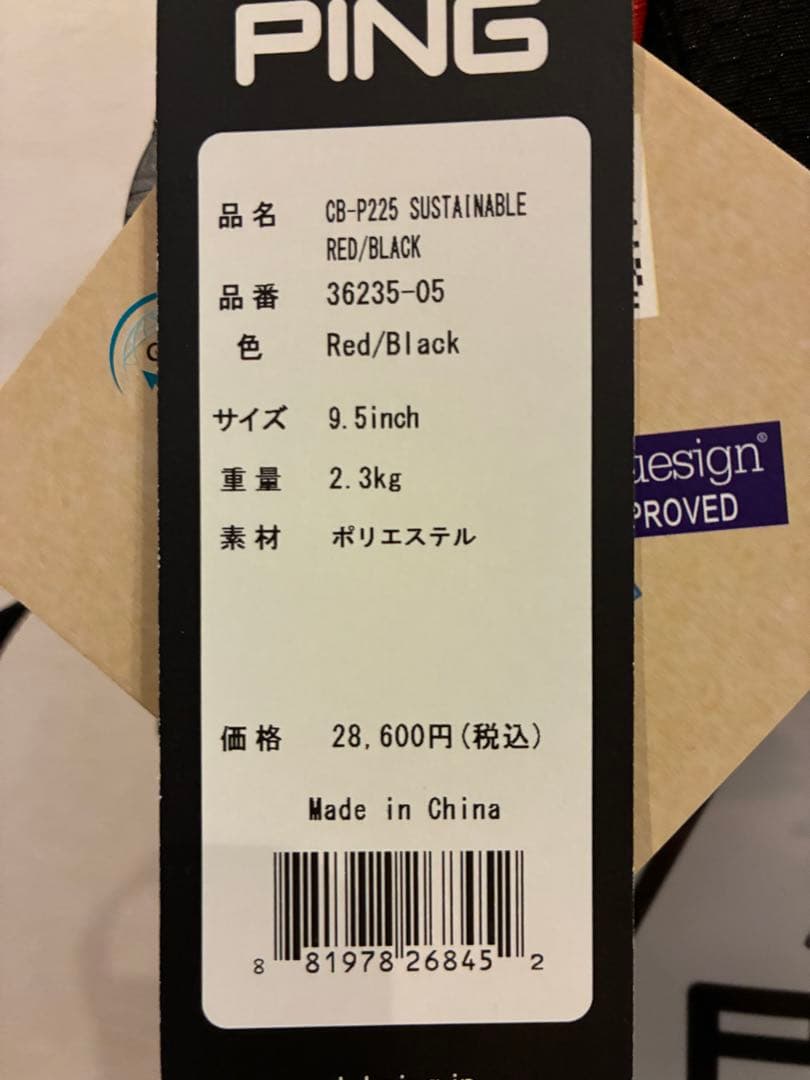 PING
品名 CB-P225 SUSTAINABLE
RED/BLACK
品番 36235-05
色 Red/Black
サイズ 9.5inch
重量 2.3kg
素材 ポリエステル
価格 28,600円(税込)
Made in China
8 81978 26845 2